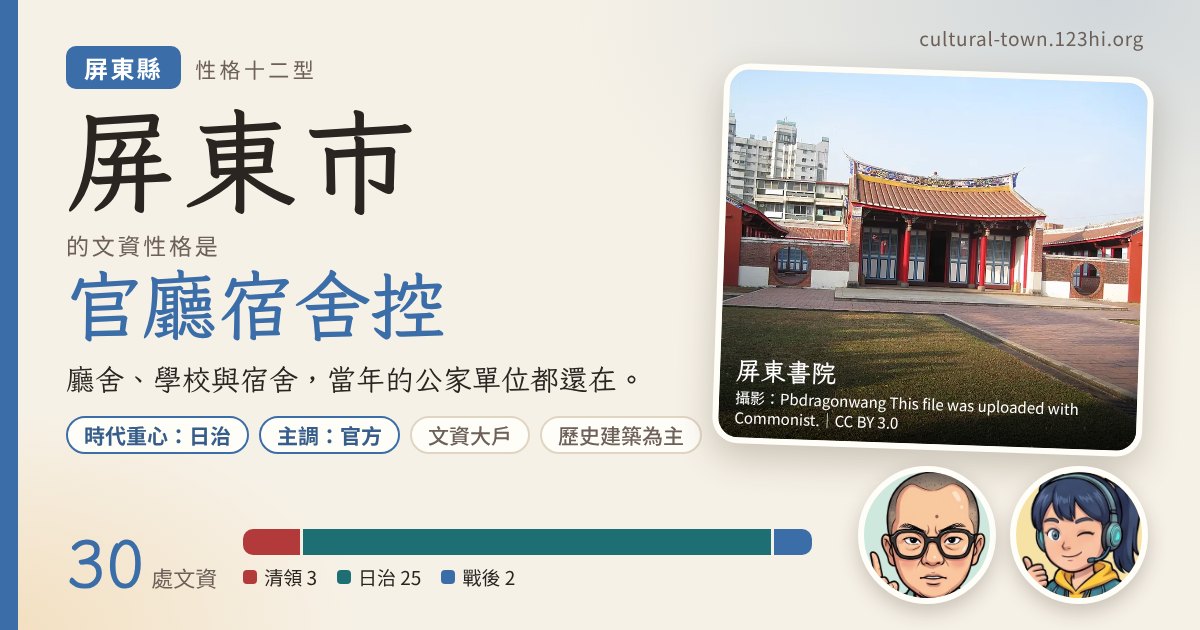 屏東縣
性格十二型
cultural-town.123hi.org
屏東市
的文資性格是
官廳宿舍控
廳舍、學校與宿舍，當年的公家單位都還在。
時代重心：日治
主調：官方
文資大戶
歷史建築為主
屏東書院
攝影：Pbdragonwang This file was uploaded with
Commonist.｜CC BY 3.0
30 處文資
清領 3
日治 25
戰後 2